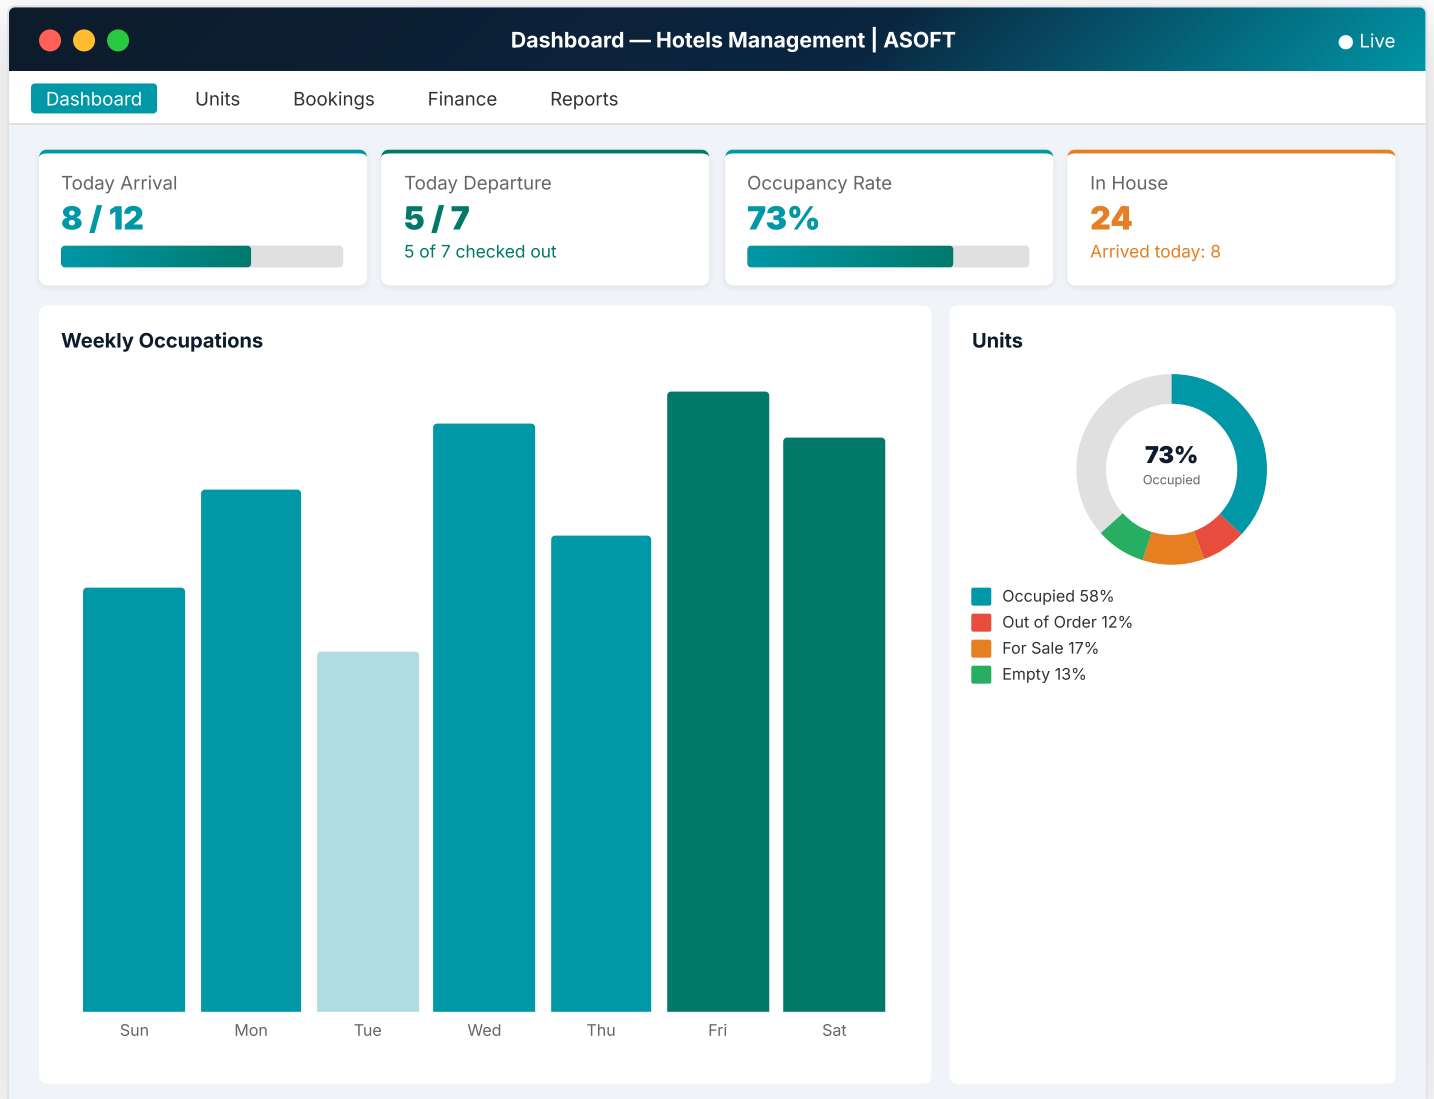 Dashboard — Hotels Management | ASOFT
Live
Dashboard
Units
Bookings
Finance
Reports
Today Arrival
8 / 12
Today Departure
5 / 7
5 of 7 checked out
Occupancy Rate
73%
In House
24
Arrived today: 8
Weekly Occupations
Sun
Mon
Tue
Wed
Thu
Fri
Sat
Units
73%
Occupied
Occupied 58%
Out of Order 12%
For Sale 17%
Empty 13%